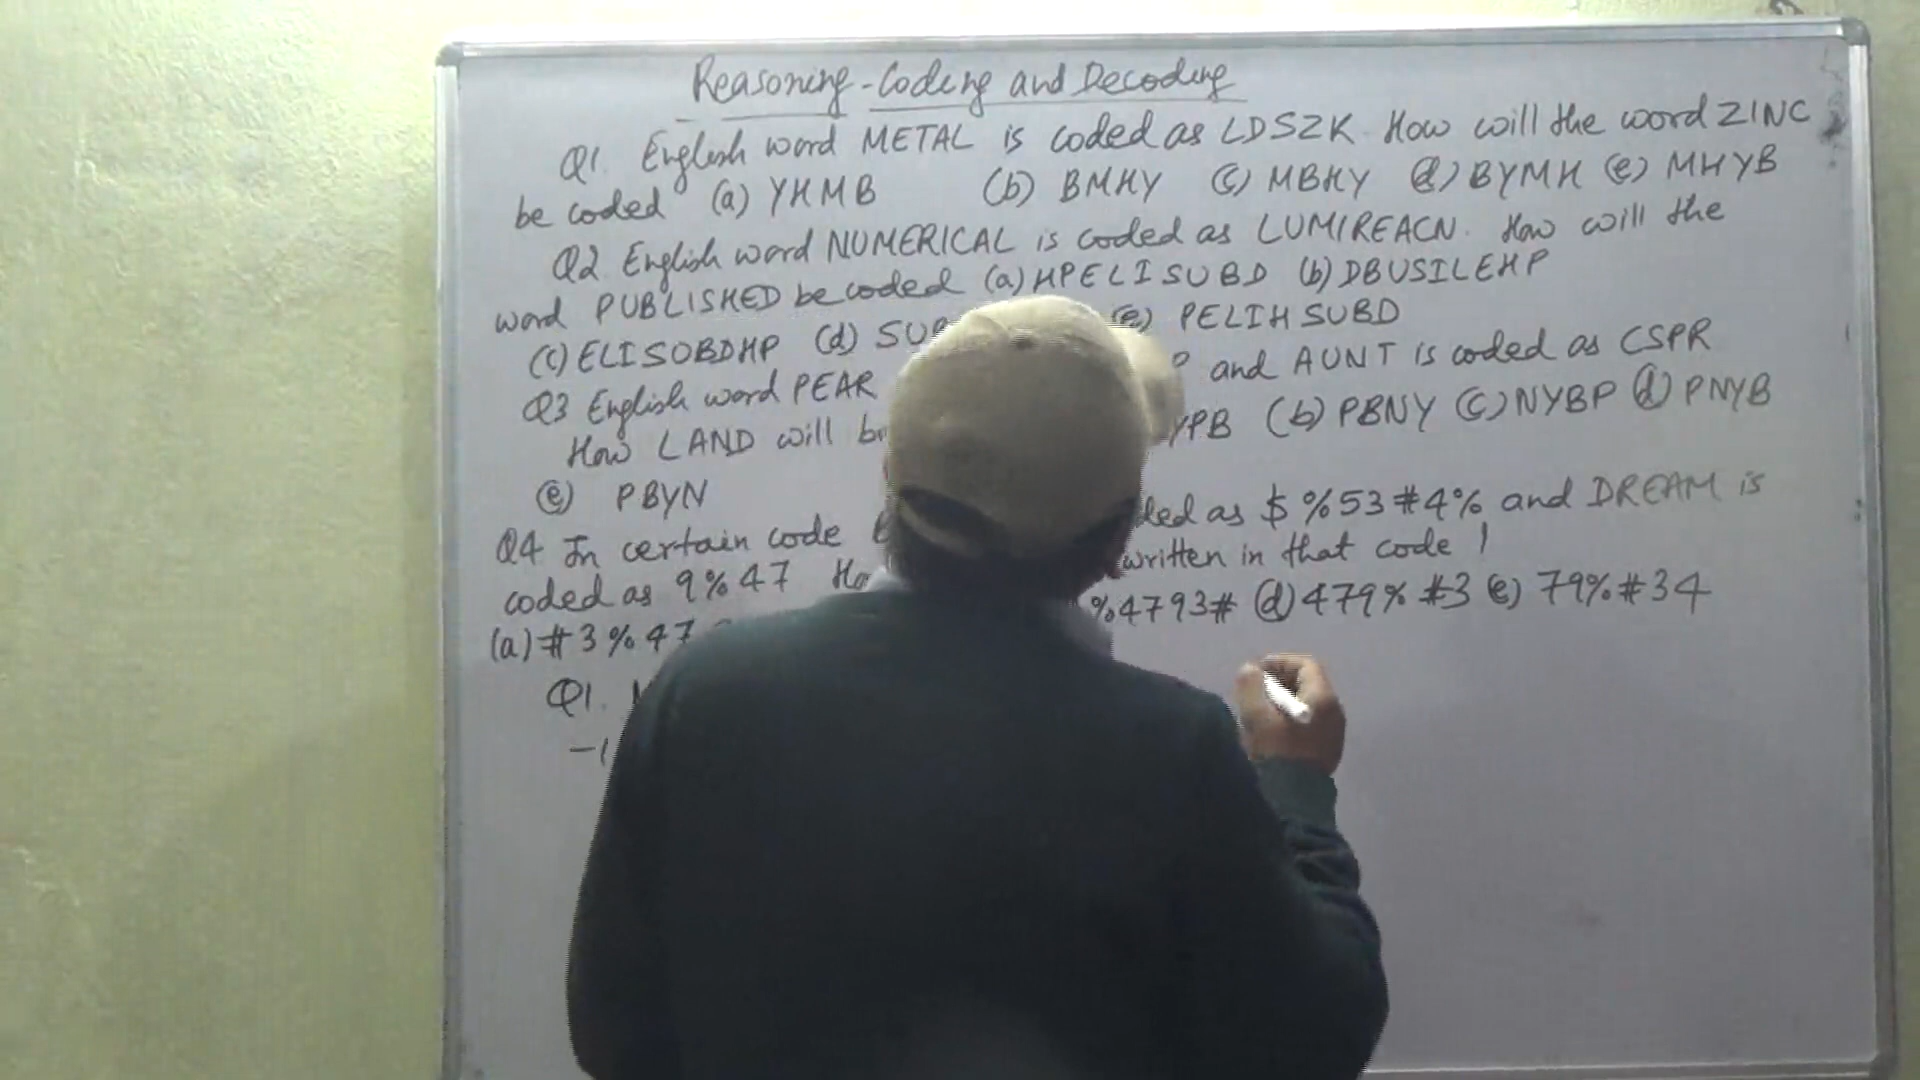 Reasoning-Coding and Decoding
Q1. English word METAL is coded as LDSZK. How will the word ZINC
be coded (a) YHMB (b) BMHY (c) MBHY (d) BYMH (e) MHYB
Q2 English word NUMERICAL is coded as LUMIREACN. How will the
word PUBLISHED be coded (a) HPELISUBD (b) DBUSILEHP
(c) ELISOBDHP (d) (e) PELIHSUBD
Q3 English word PEAR and AUNT is coded as CSPR
How LAND will YPB (b) PBNY (c) NYBP (d) PNYB
(e) PBYN
Q4 In certain code as $%53#4% and DREAM is
coded as 9%47 written in that code !
(a) #3%47 %4793# (d) 479%#3 (e) 79%#34
Q1.
-1